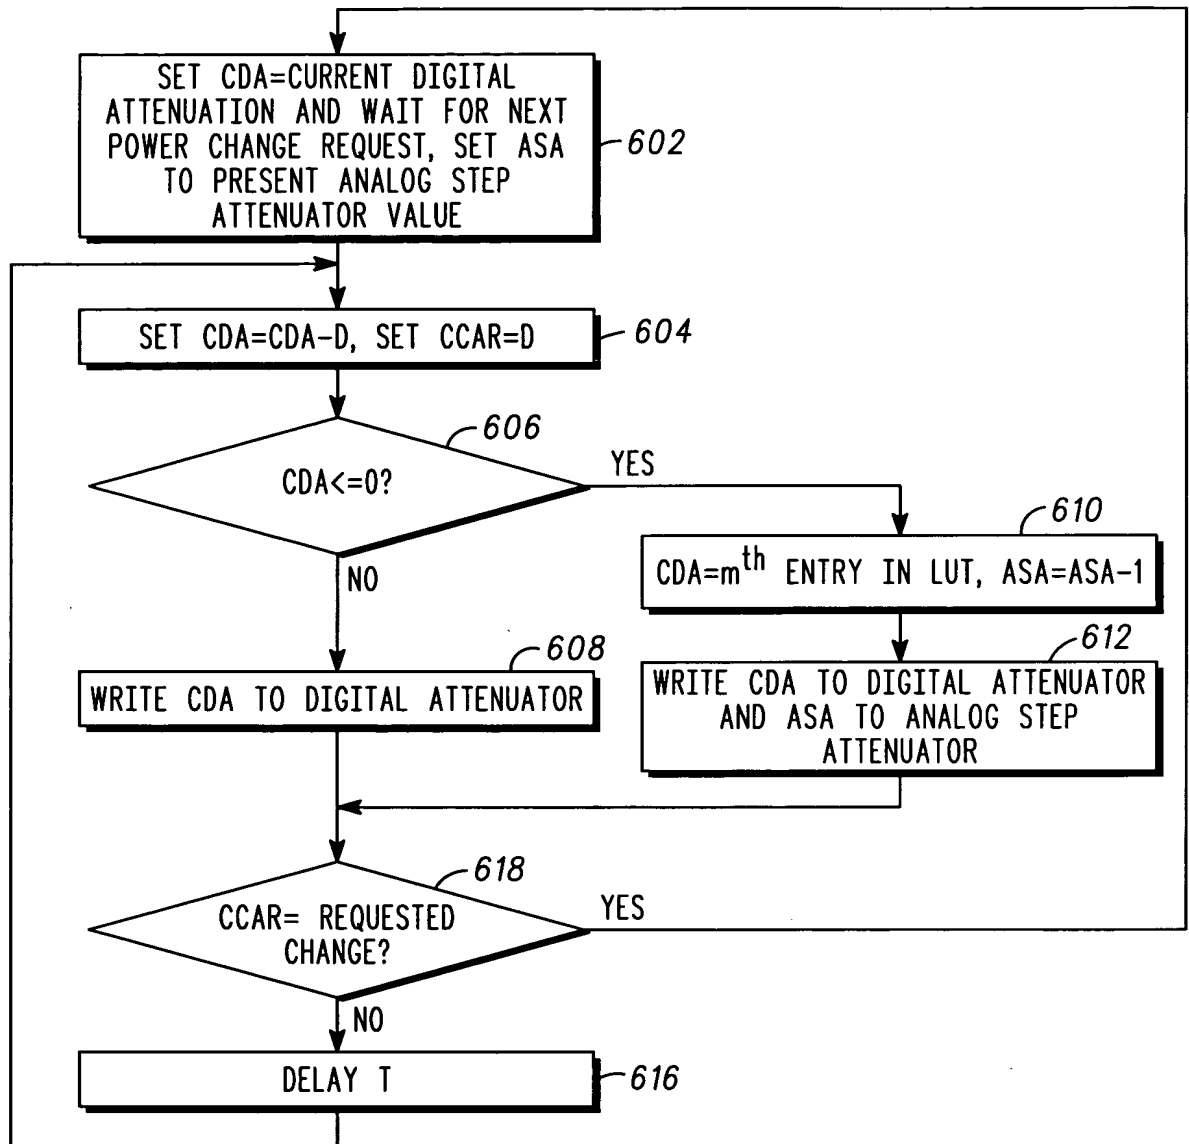 SET CDA=CURRENT DIGITAL
ATTENUATION AND WAIT FOR NEXT
POWER CHANGE REQUEST, SET ASA
TO PRESENT ANALOG STEP
ATTENUATOR VALUE
602
SET CDA=CDA-D, SET CCAR=D
604
606
CDA<=0?
YES
NO
610
CDA=mth ENTRY IN LUT, ASA=ASA-1
608
WRITE CDA TO DIGITAL ATTENUATOR
612
WRITE CDA TO DIGITAL ATTENUATOR
AND ASA TO ANALOG STEP
ATTENUATOR
618
CCAR= REQUESTED
CHANGE?
YES
NO
DELAY T
616